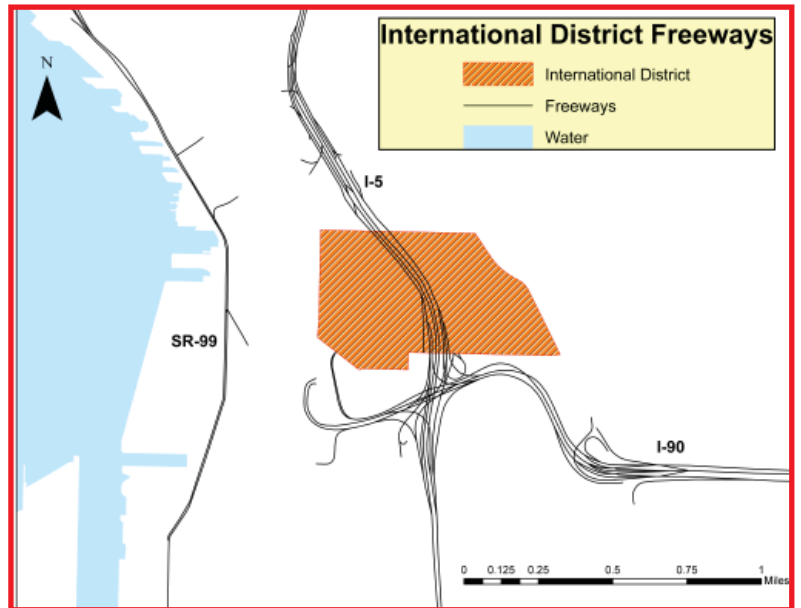 International District Freeways
International District
Freeways
Water
N
I-5
SR-99
I-90
0 0.125 0.25 0.5 0.75 1
Miles